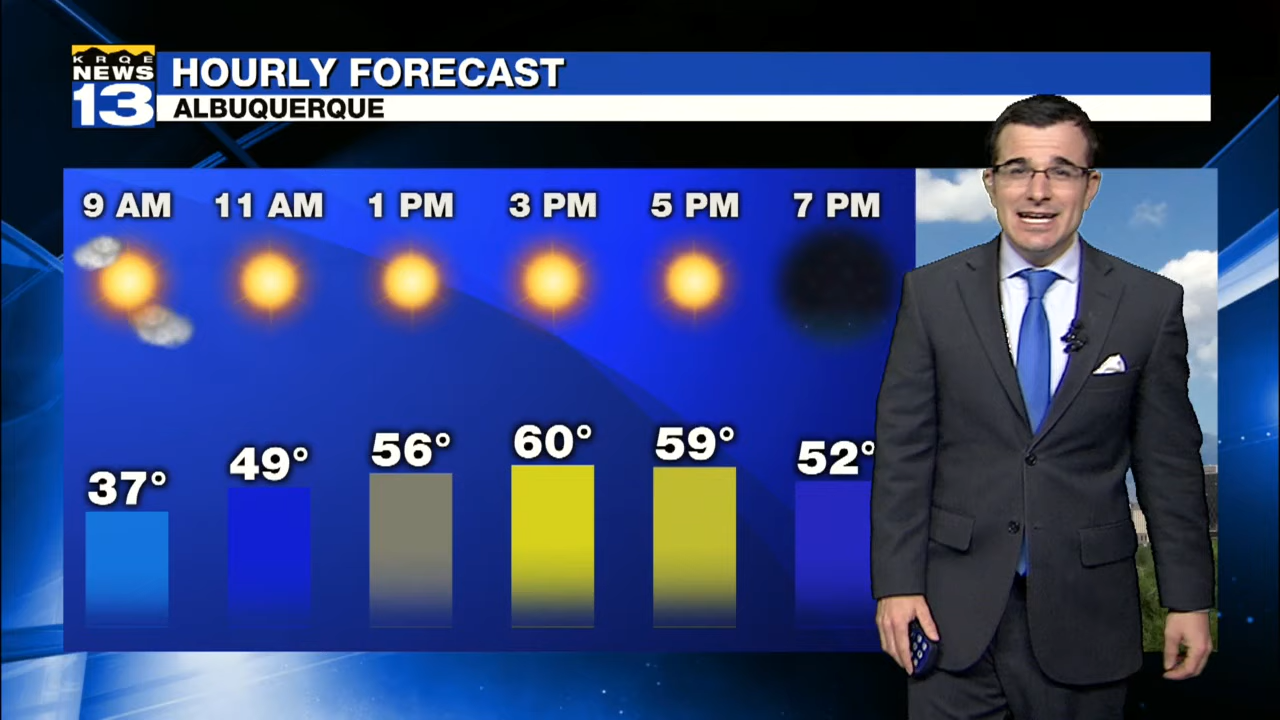 KRQE
NEWS
13
HOURLY FORECAST
ALBUQUERQUE
9 AM 11 AM 1 PM 3 PM 5 PM 7 PM
37° 49° 56° 60° 59° 52°